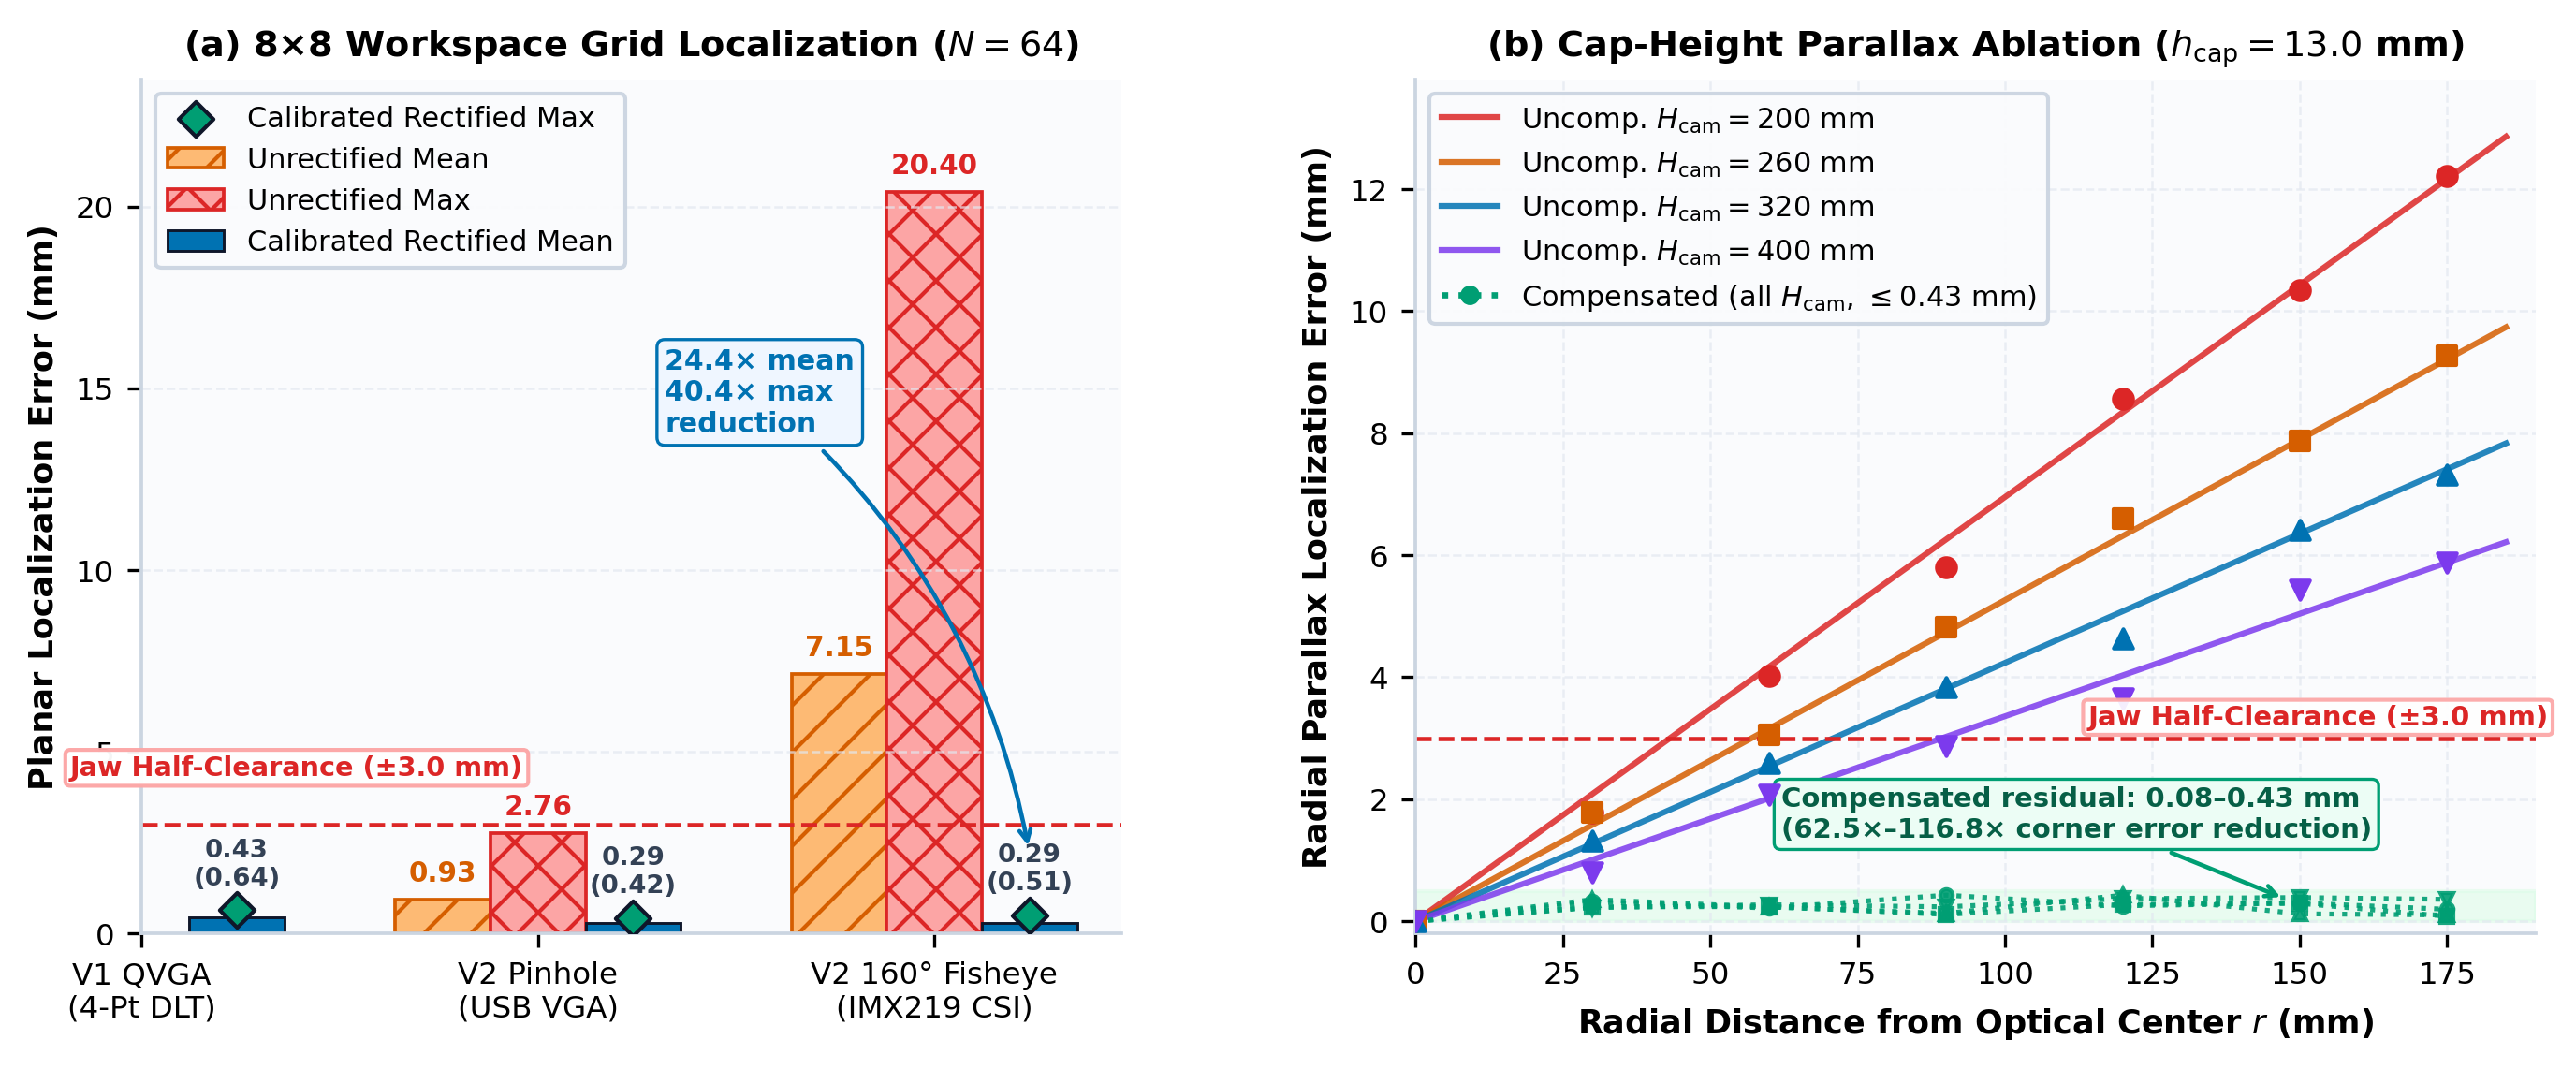 (a) 8×8 Workspace Grid Localization (N = 64)
Calibrated Rectified Max
Unrectified Mean
Unrectified Max
Calibrated Rectified Mean
Planar Localization Error (mm)
20
15
10
5
0
20.40
24.4× mean
40.4× max
reduction
7.15
Jaw Half-Clearance (±3.0 mm)
2.76
0.93
0.43
(0.64)
0.29
(0.42)
0.29
(0.51)
V1 QVGA
(4-Pt DLT)
V2 Pinhole
(USB VGA)
V2 160° Fisheye
(IMX219 CSI)
(b) Cap-Height Parallax Ablation (h_cap = 13.0 mm)
Uncomp. H_cam = 200 mm
Uncomp. H_cam = 260 mm
Uncomp. H_cam = 320 mm
Uncomp. H_cam = 400 mm
Compensated (all H_cam, ≤0.43 mm)
Radial Parallax Localization Error (mm)
12
10
8
6
4
2
0
Jaw Half-Clearance (±3.0 mm)
Compensated residual: 0.08–0.43 mm
(62.5×–116.8× corner error reduction)
0 25 50 75 100 125 150 175
Radial Distance from Optical Center r (mm)